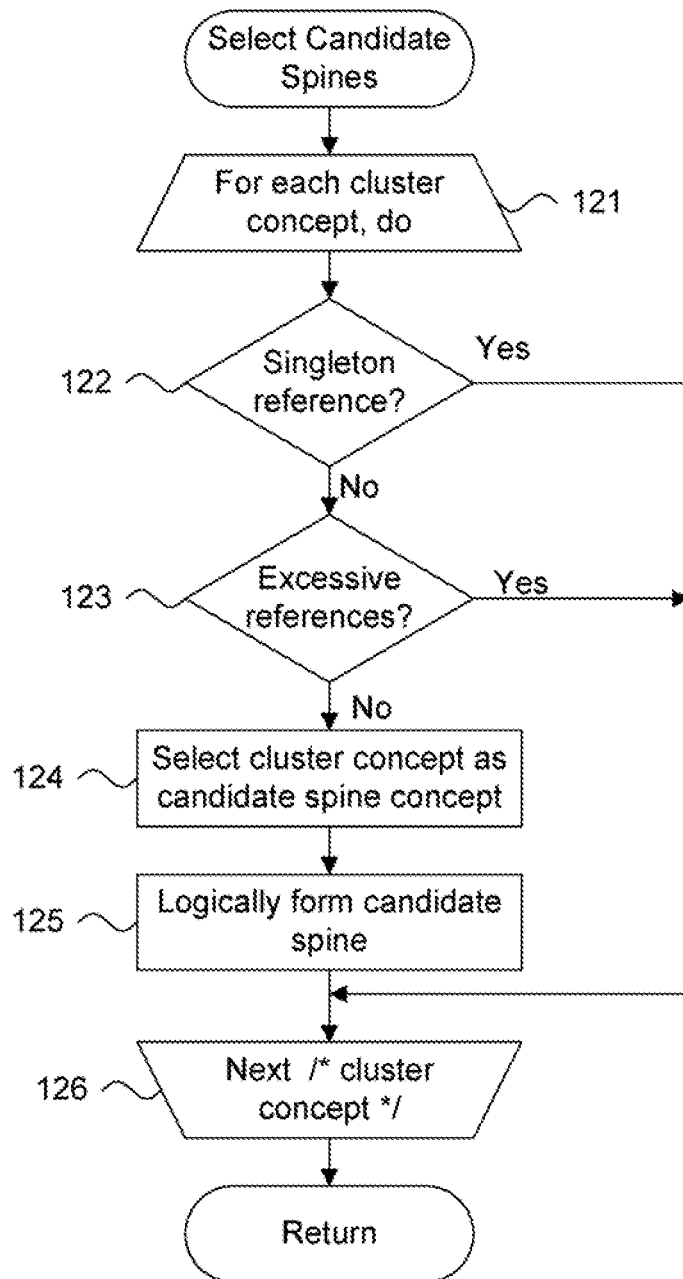 Select Candidate
Spines
For each cluster
concept, do
121
Singleton
reference?
Yes
122
No
Excessive
references?
Yes
123
No
Select cluster concept as
candidate spine concept
124
Logically form candidate
spine
125
Next /* cluster
concept */
126
Return